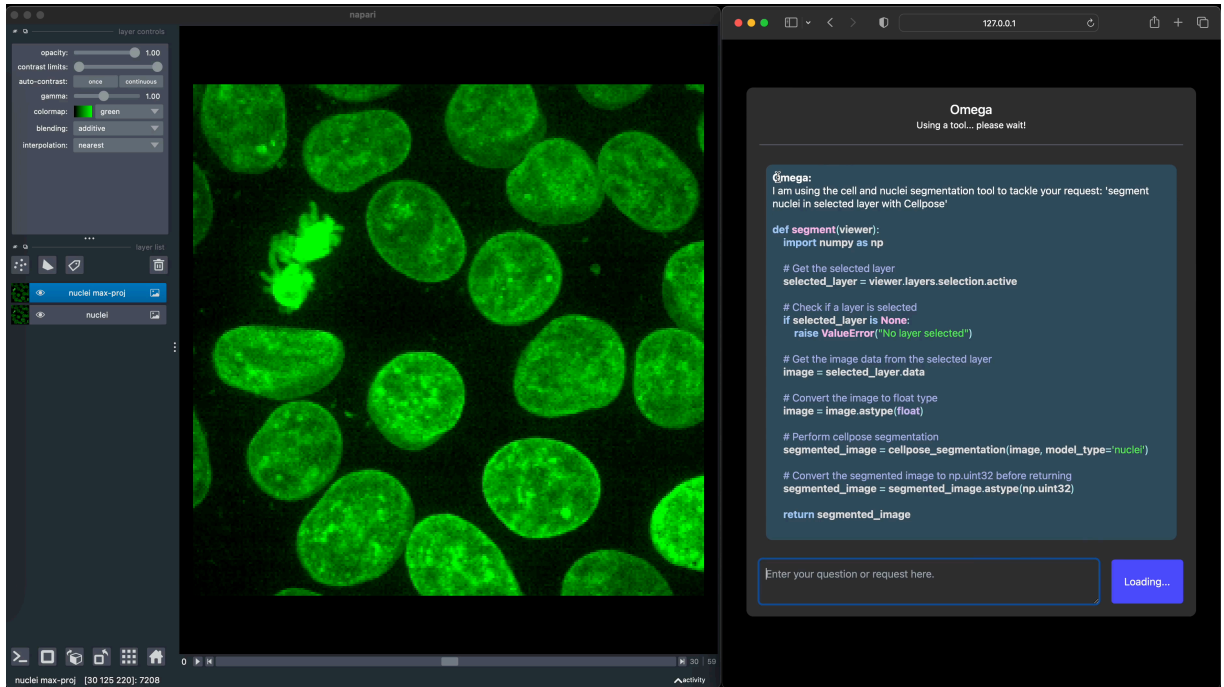 napari
layer controls
opacity: 1.00
contrast limits:
auto-contrast: once continuous
gamma: 1.00
colormap: green
blending: additive
interpolation: nearest
layer list
nuclei max-proj
nuclei
0 30 59
nuclei max-proj [30 125 220]: 7208
activity
127.0.0.1
Omega
Using a tool... please wait!
Omega:
I am using the cell and nuclei segmentation tool to tackle your request: 'segment
nuclei in selected layer with Cellpose'
def segment(viewer):
import numpy as np
# Get the selected layer
selected_layer = viewer.layers.selection.active
# Check if a layer is selected
if selected_layer is None:
raise ValueError("No layer selected")
# Get the image data from the selected layer
image = selected_layer.data
# Convert the image to float type
image = image.astype(float)
# Perform cellpose segmentation
segmented_image = cellpose_segmentation(image, model_type='nuclei')
# Convert the segmented image to np.uint32 before returning
segmented_image = segmented_image.astype(np.uint32)
return segmented_image
Enter your question or request here.
Loading...